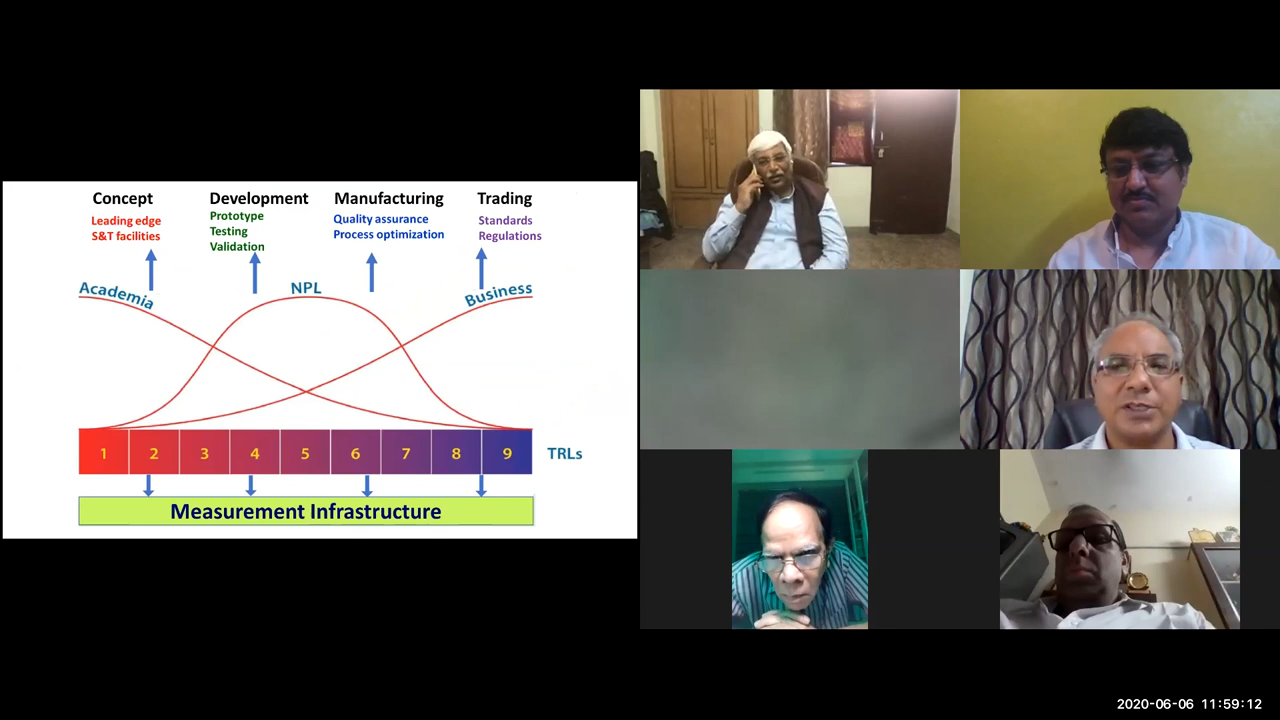 Concept
Development
Manufacturing
Trading
Leading edge
S&T facilities
Prototype
Testing
Validation
Quality assurance
Process optimization
Standards
Regulations
Academia
NPL
Business
1 2 3 4 5 6 7 8 9
TRLs
Measurement Infrastructure
2020-06-06 11:59:12